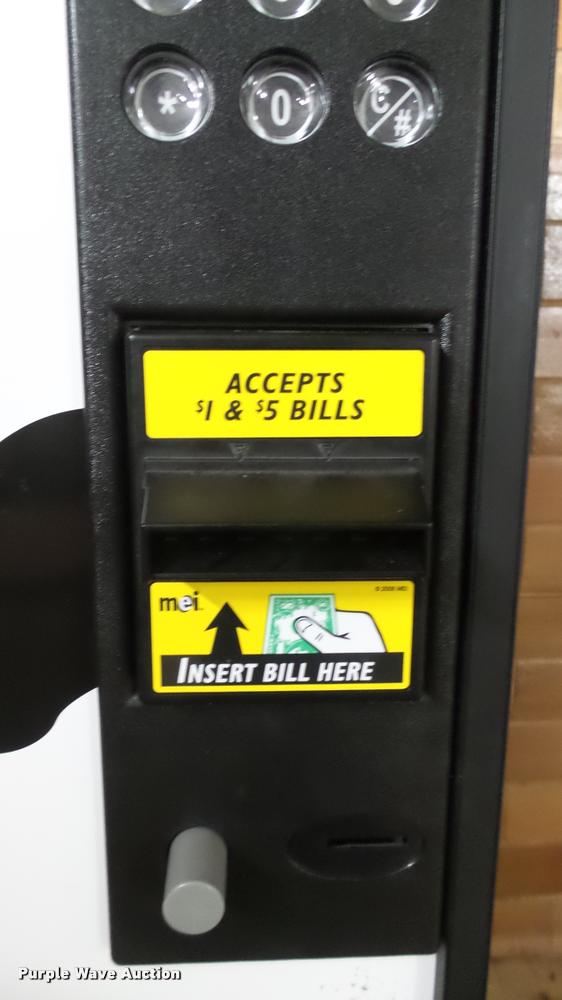 * 0 C/#
ACCEPTS
$1 & $5 BILLS
mei
INSERT BILL HERE
Purple Wave Auction